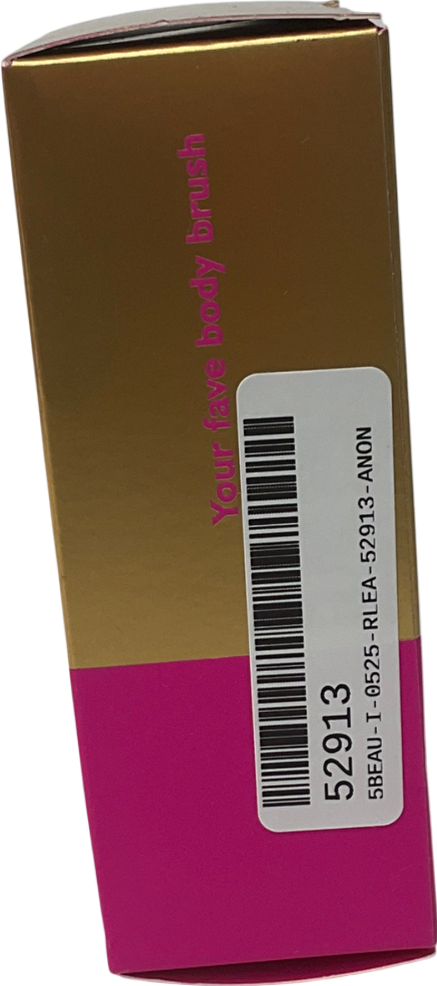 Your fave body brush
52913
5BEAU-I-0525-RLEA-52913-ANON